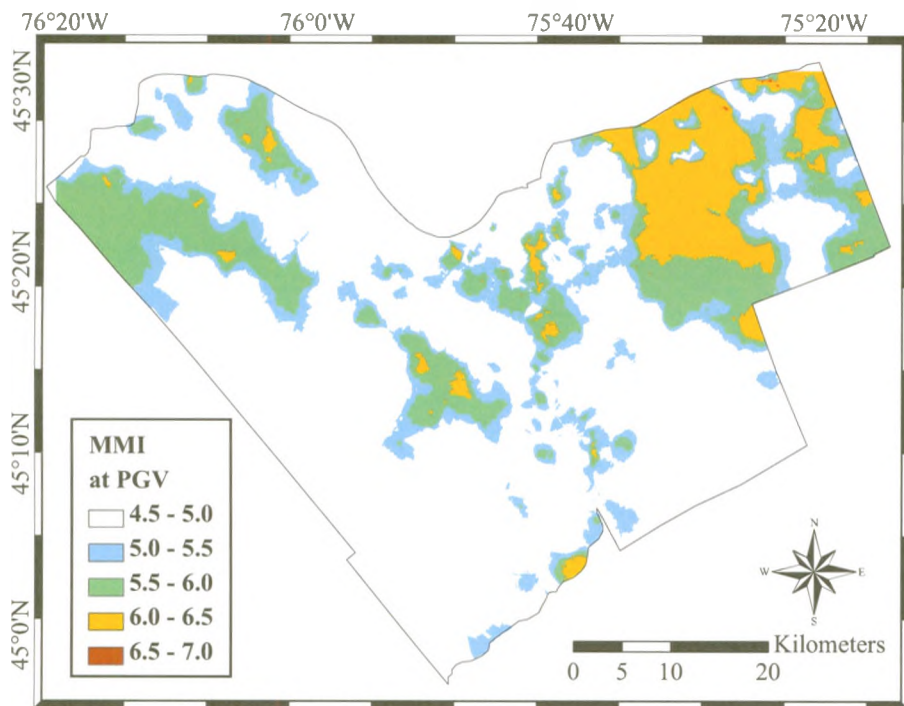 76°20'W 76°0'W 75°40'W 75°20'W
45°30'N
45°20'N
45°10'N
45°0'N
MMI
at PGV
4.5 - 5.0
5.0 - 5.5
5.5 - 6.0
6.0 - 6.5
6.5 - 7.0
N
W E
S
Kilometers
0 5 10 20